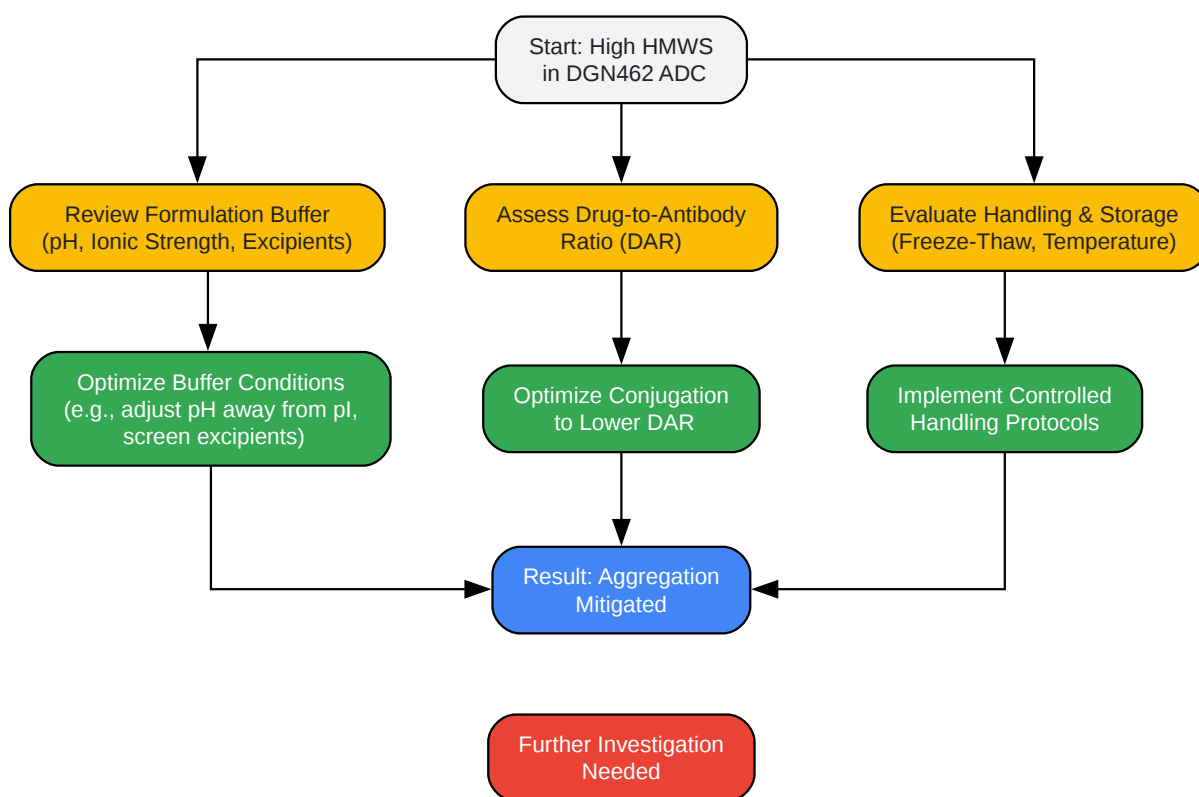 Start: High HMWS
in DGN462 ADC
Review Formulation Buffer
(pH, Ionic Strength, Excipients)
Assess Drug-to-Antibody
Ratio (DAR)
Evaluate Handling & Storage
(Freeze-Thaw, Temperature)
Optimize Buffer Conditions
(e.g., adjust pH away from pI,
screen excipients)
Optimize Conjugation
to Lower DAR
Implement Controlled
Handling Protocols
Result: Aggregation
Mitigated
Further Investigation
Needed